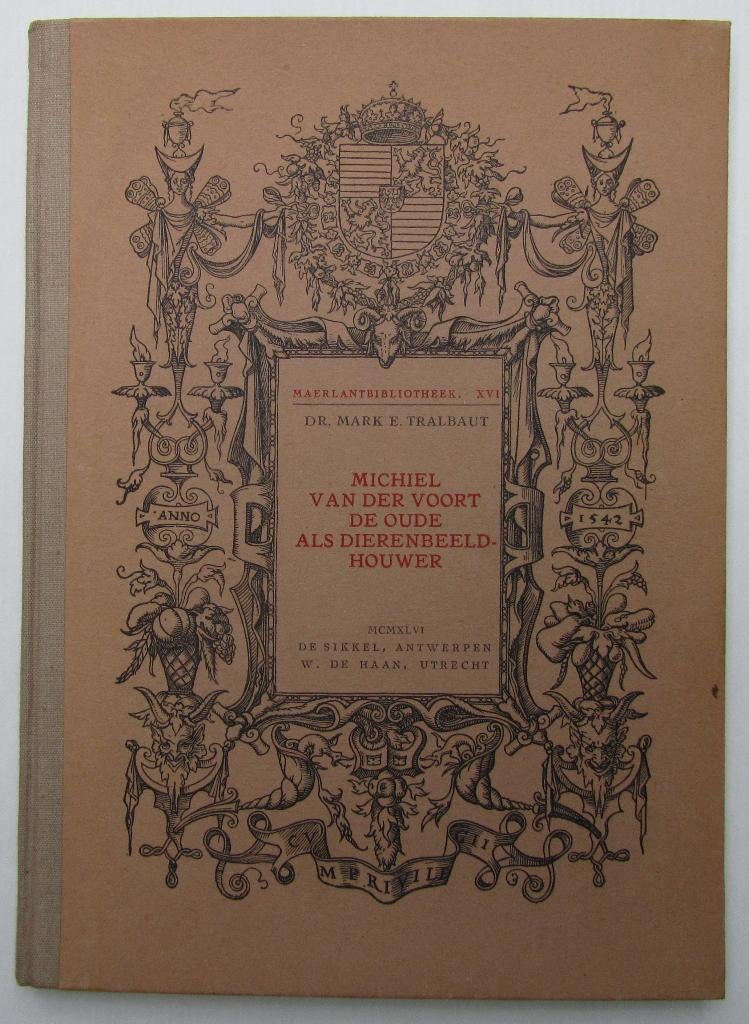 MAERLANTBIBLIOTHEEK. XVI
DR. MARK E. TRALBAUT
MICHIEL
VAN DER VOORT
DE OUDE
ALS DIERENBEELD-
HOUWER
ANNO
1542
MCMXLVI
DE SIKKEL, ANTWERPEN
W. DE HAAN, UTRECHT